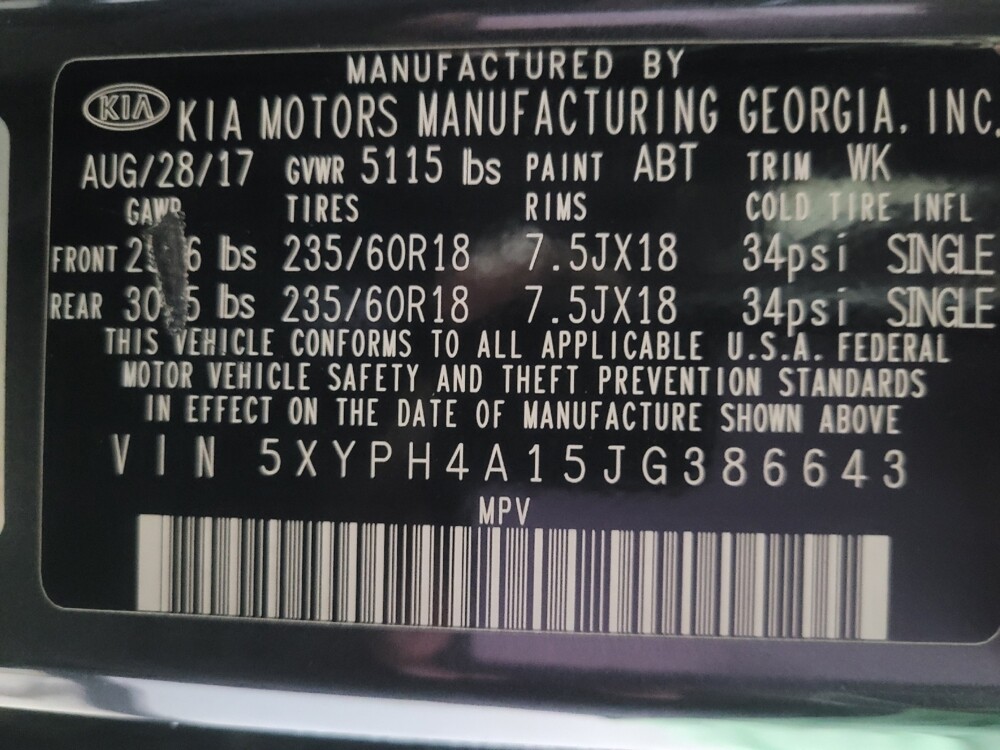 MANUFACTURED BY
KIA KIA MOTORS MANUFACTURING GEORGIA, INC.
AUG/28/17 GVWR 5115 lbs PAINT ABT TRIM WK
GAWR TIRES RIMS COLD TIRE INFL
FRONT lbs 235/60R18 7.5JX18 34psi SINGLE
REAR lbs 235/60R18 7.5JX18 34psi SINGLE
THIS VEHICLE CONFORMS TO ALL APPLICABLE U.S.A. FEDERAL
MOTOR VEHICLE SAFETY AND THEFT PREVENTION STANDARDS
IN EFFECT ON THE DATE OF MANUFACTURE SHOWN ABOVE
VIN 5XYPH4A15JG386643
MPV